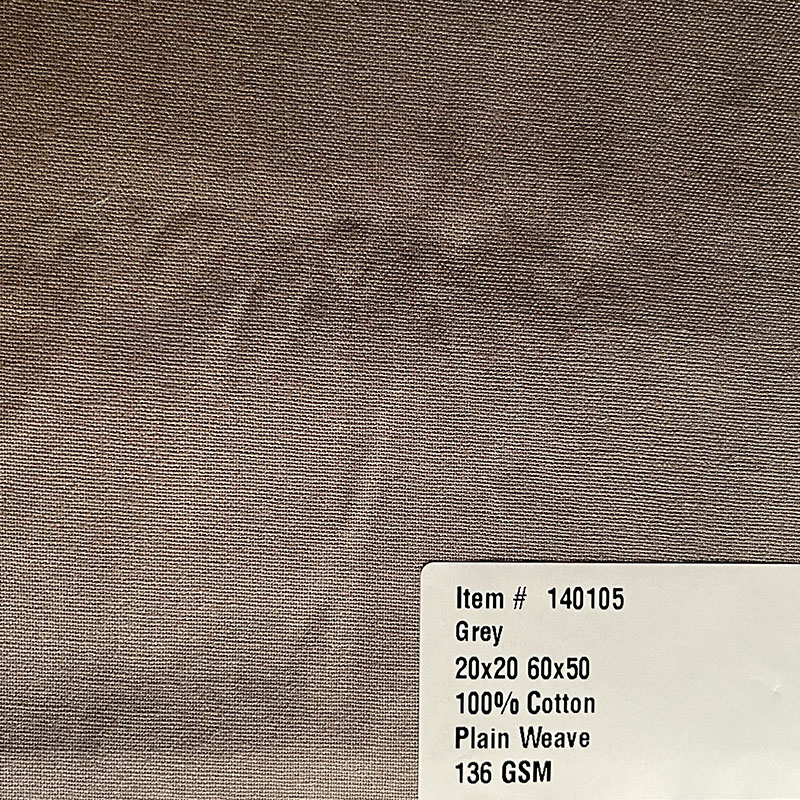 Item # 140105
Grey
20x20 60x50
100% Cotton
Plain Weave
136 GSM